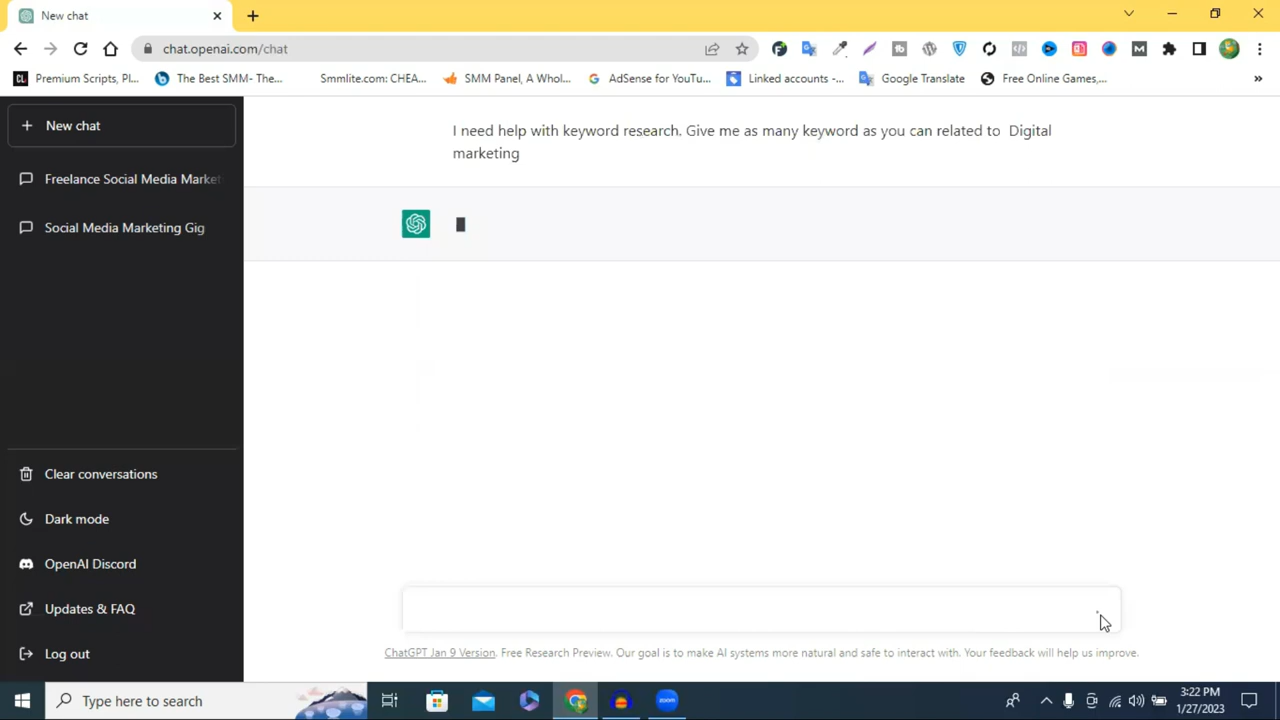 New chat
chat.openai.com/chat
Premium Scripts, Pl...
The Best SMM- The...
Smmlite.com: CHEA...
SMM Panel, A Whol...
AdSense for YouTu...
Linked accounts -...
Google Translate
Free Online Games,...
»
New chat
Freelance Social Media Market
Social Media Marketing Gig
I need help with keyword research. Give me as many keyword as you can related to  Digital
marketing
Clear conversations
Dark mode
OpenAI Discord
Updates & FAQ
Log out
ChatGPT Jan 9 Version. Free Research Preview. Our goal is to make AI systems more natural and safe to interact with. Your feedback will help us improve.
Type here to search
zoom
3:22 PM
1/27/2023